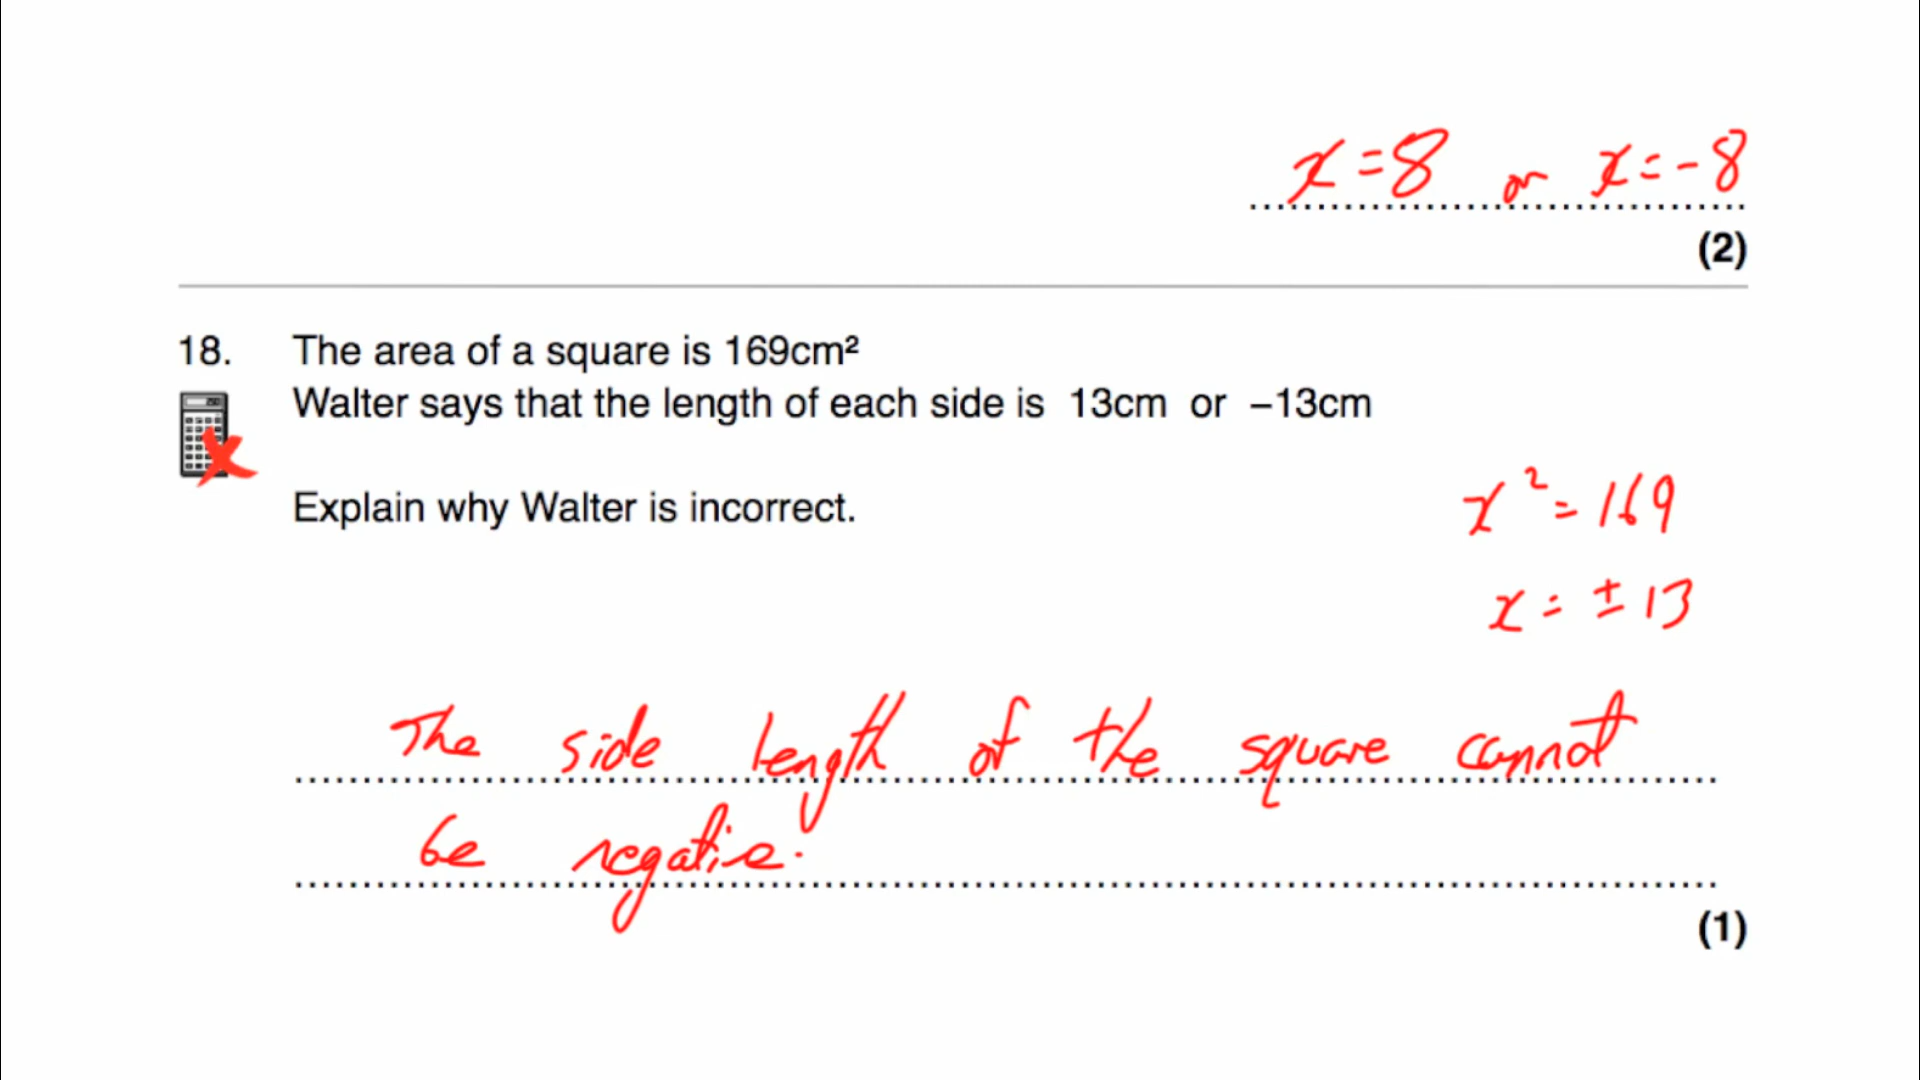 x = 8 or x = -8
(2)
18. The area of a square is 169cm²
Walter says that the length of each side is 13cm or –13cm
Explain why Walter is incorrect.
x² = 169
x = ± 13
The side length of the square cannot
be negative.
(1)